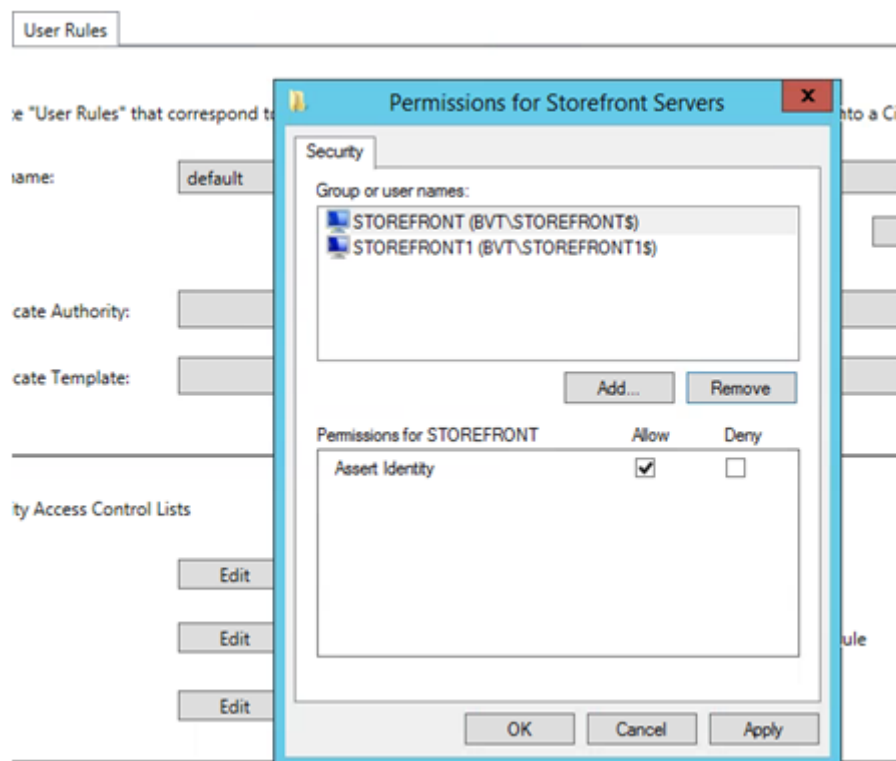 User Rules
Permissions for Storefront Servers
x
"User Rules" that correspond
to a
Security
name:
default
Group or user names:
STOREFRONT (BVT\STOREFRONT$)
STOREFRONT1 (BVT\STOREFRONT1$)
cate Authority:
cate Template:
Add...
Remove
Permissions for STOREFRONT
Allow
Deny
Assert Identity
ity Access Control Lists
Edit
Edit
ule
Edit
OK
Cancel
Apply